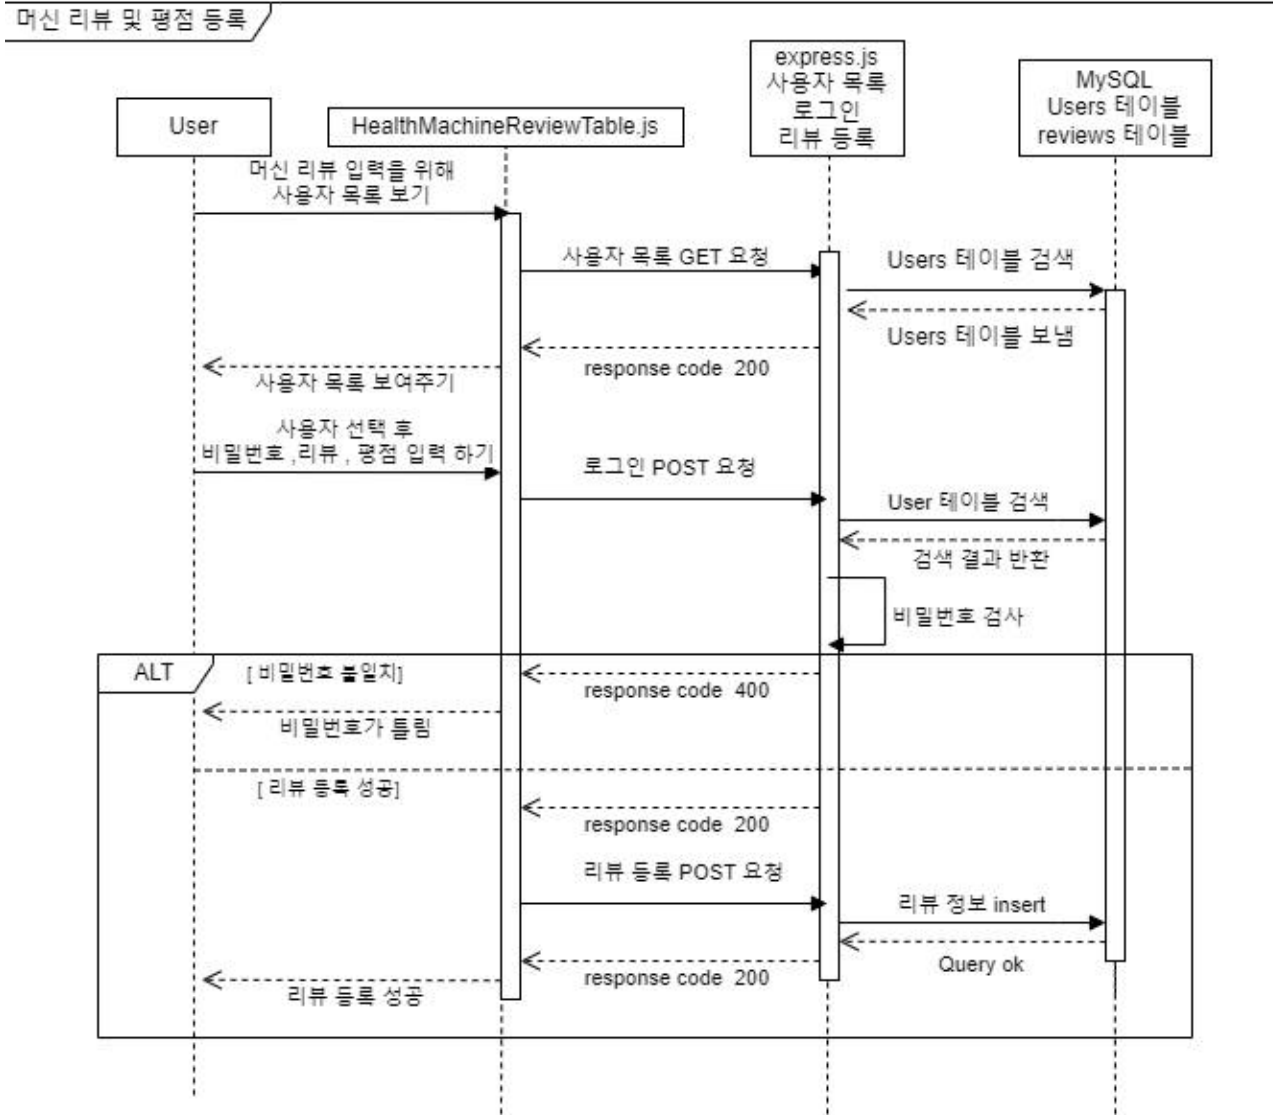 머신 리뷰 및 평점 등록
User
HealthMachineReviewTable.js
express.js
사용자 목록
로그인
리뷰 등록
MySQL
Users 테이블
reviews 테이블
머신 리뷰 입력을 위해
사용자 목록 보기
사용자 목록 GET 요청
Users 테이블 검색
Users 테이블 보냄
response code 200
사용자 목록 보여주기
사용자 선택 후
비밀번호 ,리뷰 , 평점 입력 하기
로그인 POST 요청
User 테이블 검색
검색 결과 반환
비밀번호 검사
ALT
[ 비밀번호 불일치]
response code 400
비밀번호가 틀림
[ 리뷰 등록 성공]
response code 200
리뷰 등록 POST 요청
리뷰 정보 insert
Query ok
response code 200
리뷰 등록 성공